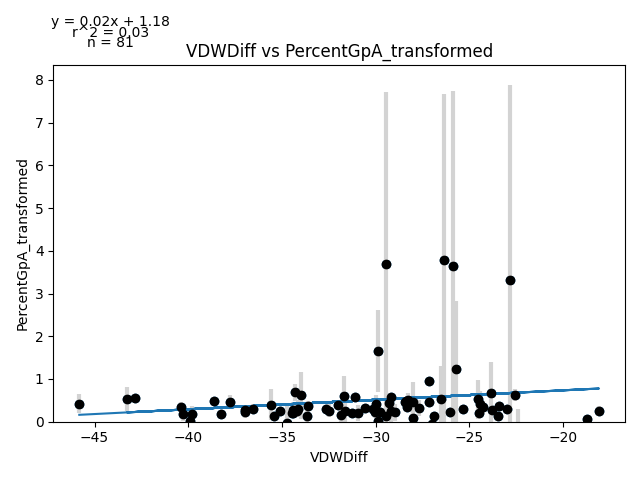 y = 0.02x + 1.18
r^2 = 0.03
n = 81
VDWDiff vs PercentGpA_transformed
PercentGpA_transformed
8
7
6
5
4
3
2
1
0
−45
−40
−35
−30
−25
−20
VDWDiff